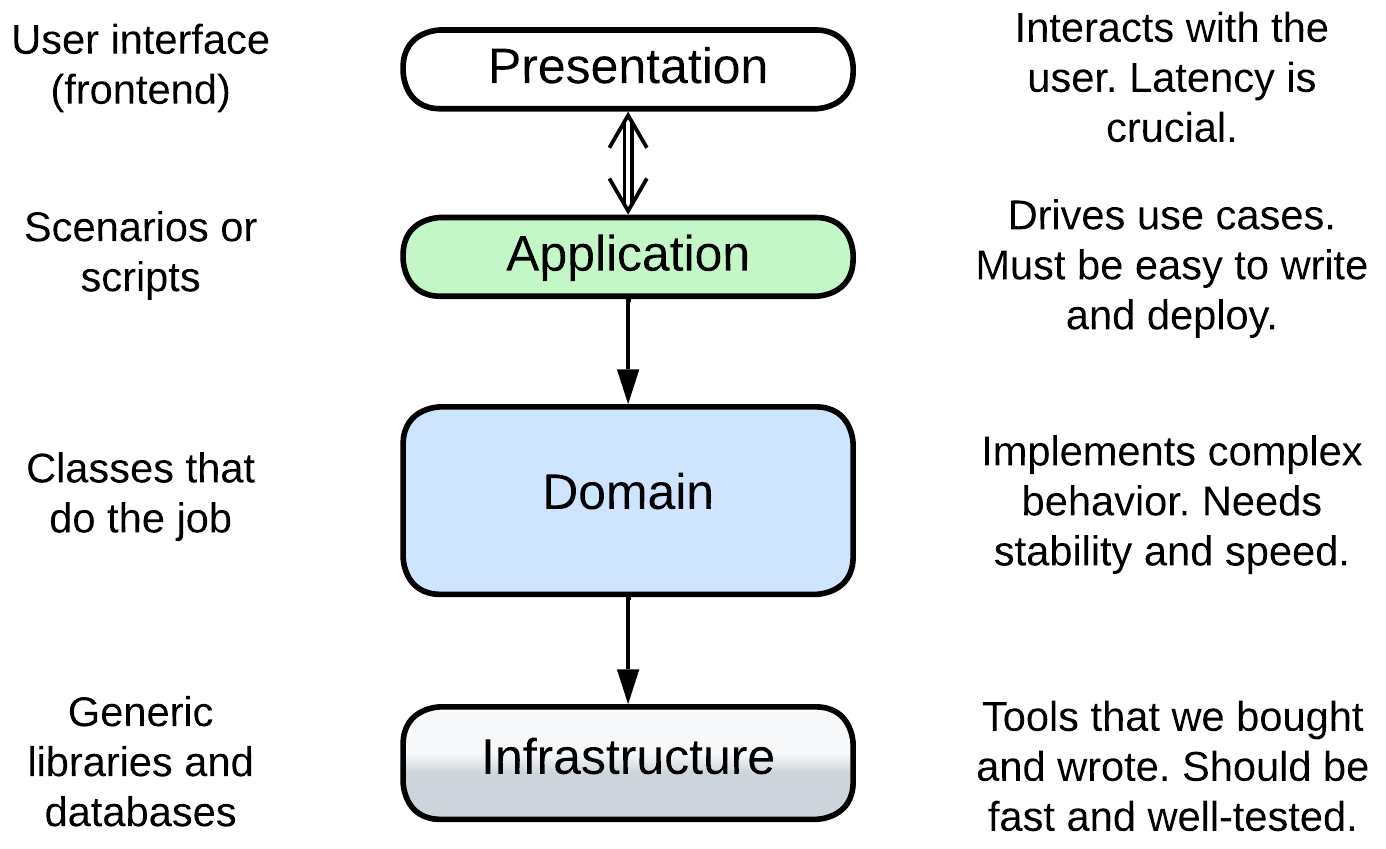 User interface
(frontend)
Presentation
Interacts with the
user. Latency is
crucial.
Scenarios or
scripts
Application
Drives use cases.
Must be easy to write
and deploy.
Classes that
do the job
Domain
Implements complex
behavior. Needs
stability and speed.
Generic
libraries and
databases
Infrastructure
Tools that we bought
and wrote. Should be
fast and well-tested.